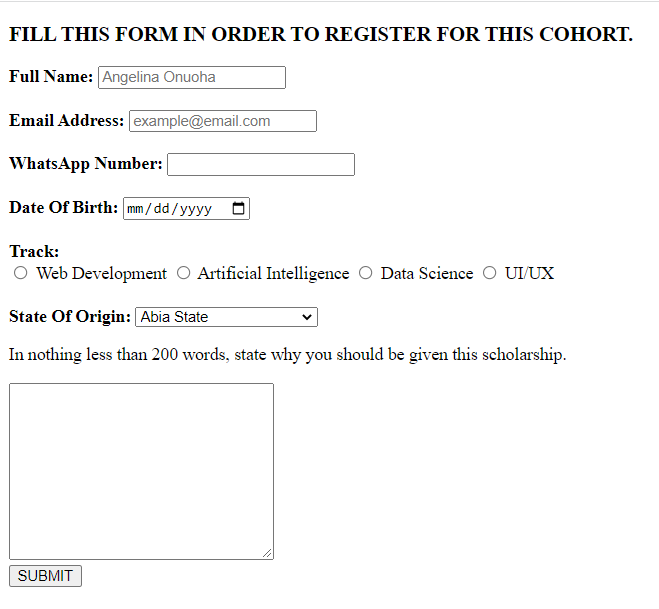 FILL THIS FORM IN ORDER TO REGISTER FOR THIS COHORT.
Full Name: Angelina Onuoha
Email Address: example@email.com
WhatsApp Number:
Date Of Birth: mm/dd/yyyy
Track:
Web Development Artificial Intelligence Data Science UI/UX
State Of Origin: Abia State
In nothing less than 200 words, state why you should be given this scholarship.
SUBMIT